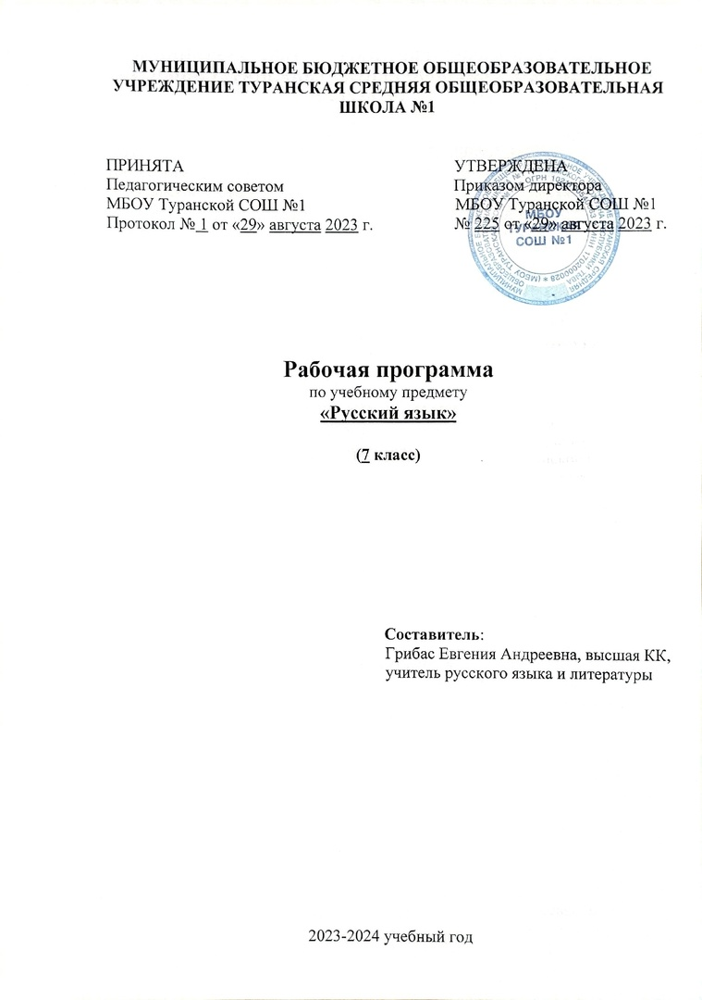 МУНИЦИПАЛЬНОЕ БЮДЖЕТНОЕ ОБЩЕОБРАЗОВАТЕЛЬНОЕ
УЧРЕЖДЕНИЕ ТУРАНСКАЯ СРЕДНЯЯ ОБЩЕОБРАЗОВАТЕЛЬНАЯ
ШКОЛА №1
ПРИНЯТА
Педагогическим советом
МБОУ Туранской СОШ №1
Протокол № 1 от «29» августа 2023 г.
УТВЕРЖДЕНА
Приказом директора
МБОУ Туранской СОШ №1
№ 225 от «29» августа 2023 г.
МБОУ
СОШ №1
Рабочая программа
по учебному предмету
«Русский язык»
(7 класс)
Составитель:
Грибас Евгения Андреевна, высшая КК,
учитель русского языка и литературы
2023-2024 учебный год